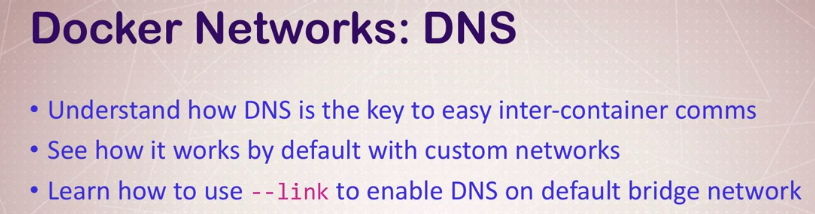 Docker Networks: DNS
• Understand how DNS is the key to easy inter-container comms
• See how it works by default with custom networks
• Learn how to use --link to enable DNS on default bridge network